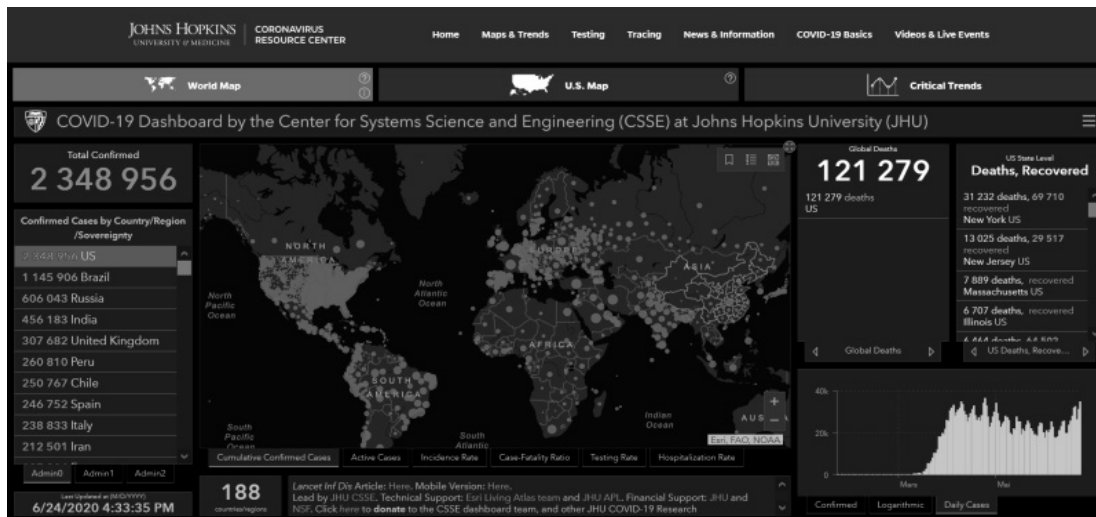 JOHNS HOPKINS
UNIVERSITY & MEDICINE
CORONAVIRUS
RESOURCE CENTER
Home
Maps & Trends
Testing
Tracing
News & Information
COVID-19 Basics
Videos & Live Events
World Map
U.S. Map
Critical Trends
COVID-19 Dashboard by the Center for Systems Science and Engineering (CSSE) at Johns Hopkins University (JHU)
Total Confirmed
2 348 956
Confirmed Cases by Country/Region
/Sovereignty
2 348 956 US
1 145 906 Brazil
606 043 Russia
456 183 India
307 682 United Kingdom
260 810 Peru
250 767 Chile
246 752 Spain
238 833 Italy
212 501 Iran
Admin0
Admin1
Admin2
Last Updated at (M/D/YYYY)
6/24/2020 4:33:35 PM
NORTH
AMERICA
North
Pacific
Ocean
North
Atlantic
Ocean
EUROPE
ASIA
AFRICA
SOUTH
AMERICA
South
Pacific
Ocean
South
Atlantic
Indian
Ocean
AUS
Esri, FAO, NOAA
Cumulative Confirmed Cases
Active Cases
Incidence Rate
Case-Fatality Ratio
Testing Rate
Hospitalization Rate
188
countries/regions
Lancet Inf Dis Article: Here. Mobile Version: Here.
Lead by JHU CSSE. Technical Support: Esri Living Atlas team and JHU APL. Financial Support: JHU and
NSF. Click here to donate to the CSSE dashboard team, and other JHU COVID-19 Research
Global Deaths
121 279
121 279 deaths
US
Global Deaths
US State Level
Deaths, Recovered
31 232 deaths, 69 710
recovered
New York US
13 025 deaths, 29 517
recovered
New Jersey US
7 889 deaths, recovered
Massachusetts US
6 707 deaths, recovered
Illinois US
US Deaths, Recove...
40k
20k
0
Mars
Mei
Confirmed
Logarithmic
Daily Cases